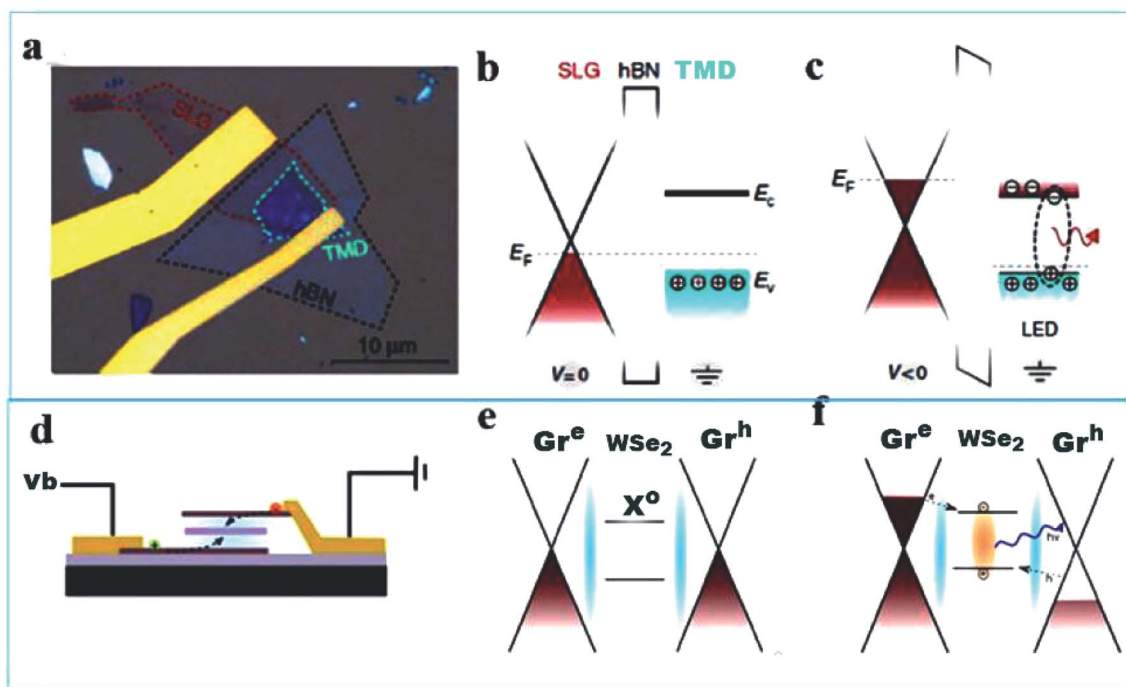 a
SLG
TMD
hBN
10 μm
b
SLG hBN TMD
E_c
E_F
E_v
V=0
c
E_F
LED
V<0
d
Vb
e
Gr^e WSe₂ Gr^h
X^o
f
Gr^e WSe₂ Gr^h
e
hν
h